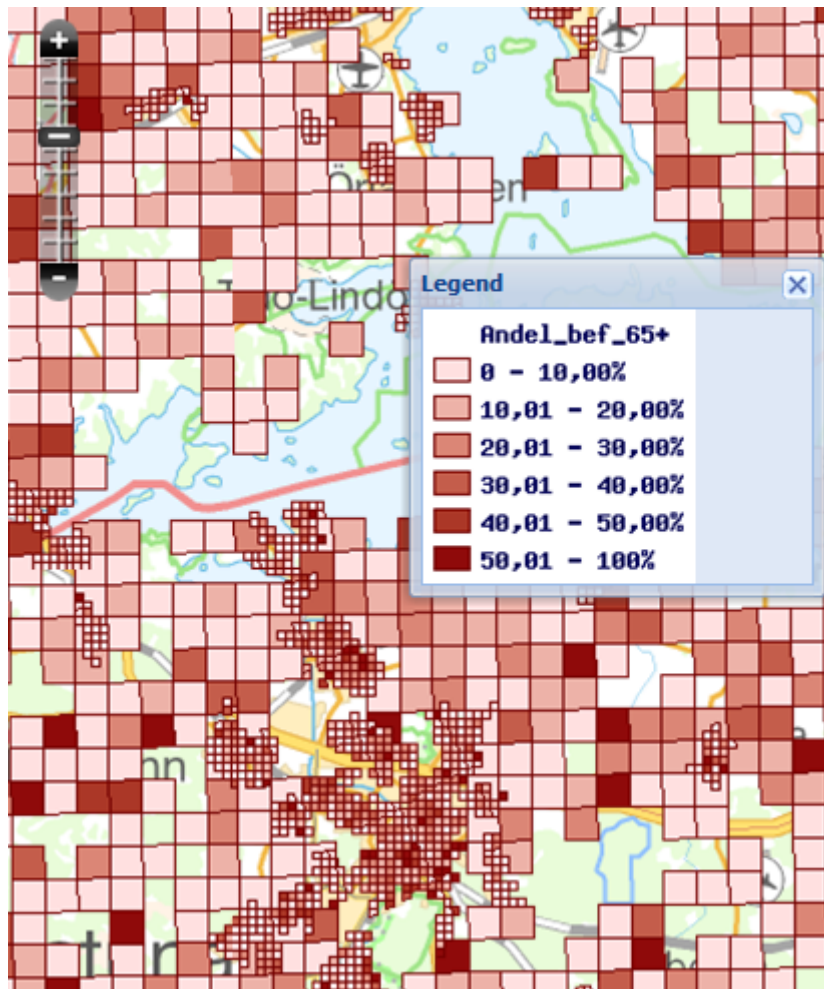 +
-
Legend
Andel_bef_65+
0 - 10,00%
10,01 - 20,00%
20,01 - 30,00%
30,01 - 40,00%
40,01 - 50,00%
50,01 - 100%